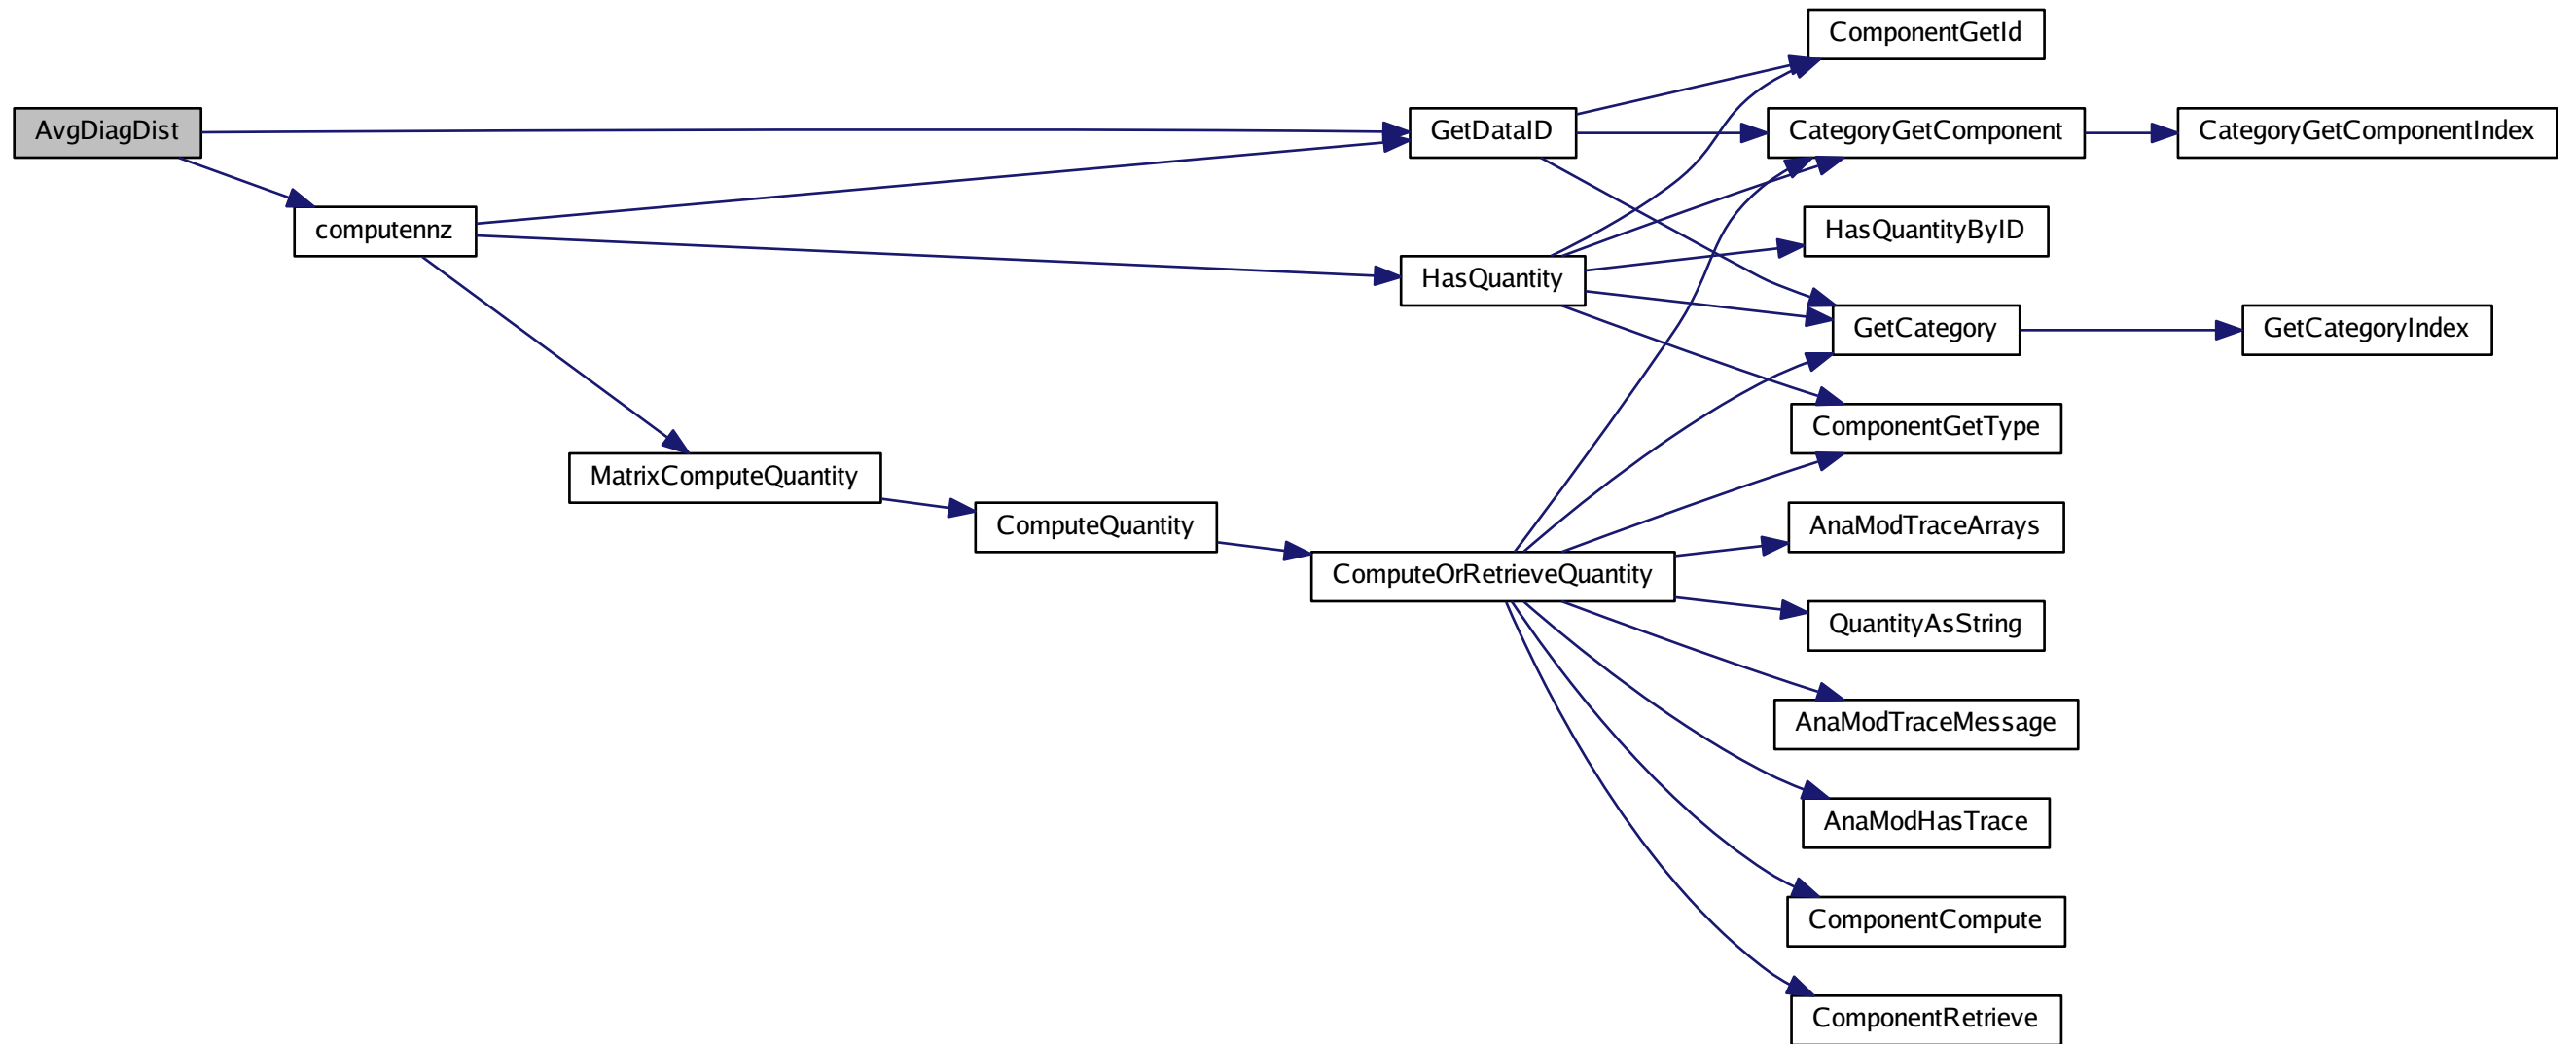 ComponentGetId
AvgDiagDist
GetDataID
CategoryGetComponent
CategoryGetComponentIndex
computennz
HasQuantityByID
HasQuantity
GetCategory
GetCategoryIndex
ComponentGetType
MatrixComputeQuantity
ComputeQuantity
AnaModTraceArrays
ComputeOrRetrieveQuantity
QuantityAsString
AnaModTraceMessage
AnaModHasTrace
ComponentCompute
ComponentRetrieve